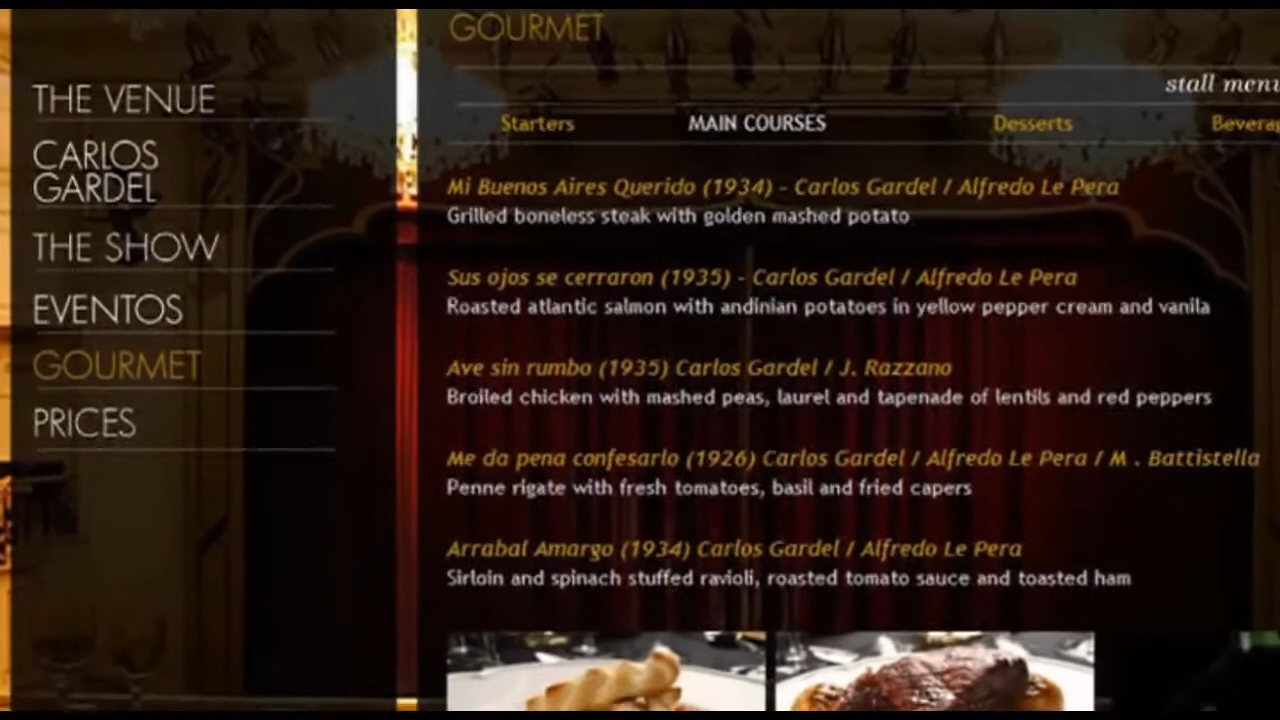 GOURMET
THE VENUE
CARLOS
GARDEL
THE SHOW
EVENTOS
GOURMET
PRICES
stall menu
Starters MAIN COURSES Desserts
Mi Buenos Aires Querido (1934) - Carlos Gardel / Alfredo Le Pera
Grilled boneless steak with golden mashed potato
Sus ojos se cerraron (1935) - Carlos Gardel / Alfredo Le Pera
Roasted atlantic salmon with andinian potatoes in yellow pepper cream and vanila
Ave sin rumbo (1935) Carlos Gardel / J. Razzano
Broiled chicken with mashed peas, laurel and tapenade of lentils and red peppers
Me da pena confesarlo (1926) Carlos Gardel / Alfredo Le Pera / M . Battistella
Penne rigate with fresh tomatoes, basil and fried capers
Arrabal Amargo (1934) Carlos Gardel / Alfredo Le Pera
Sirloin and spinach stuffed ravioli, roasted tomato sauce and toasted ham